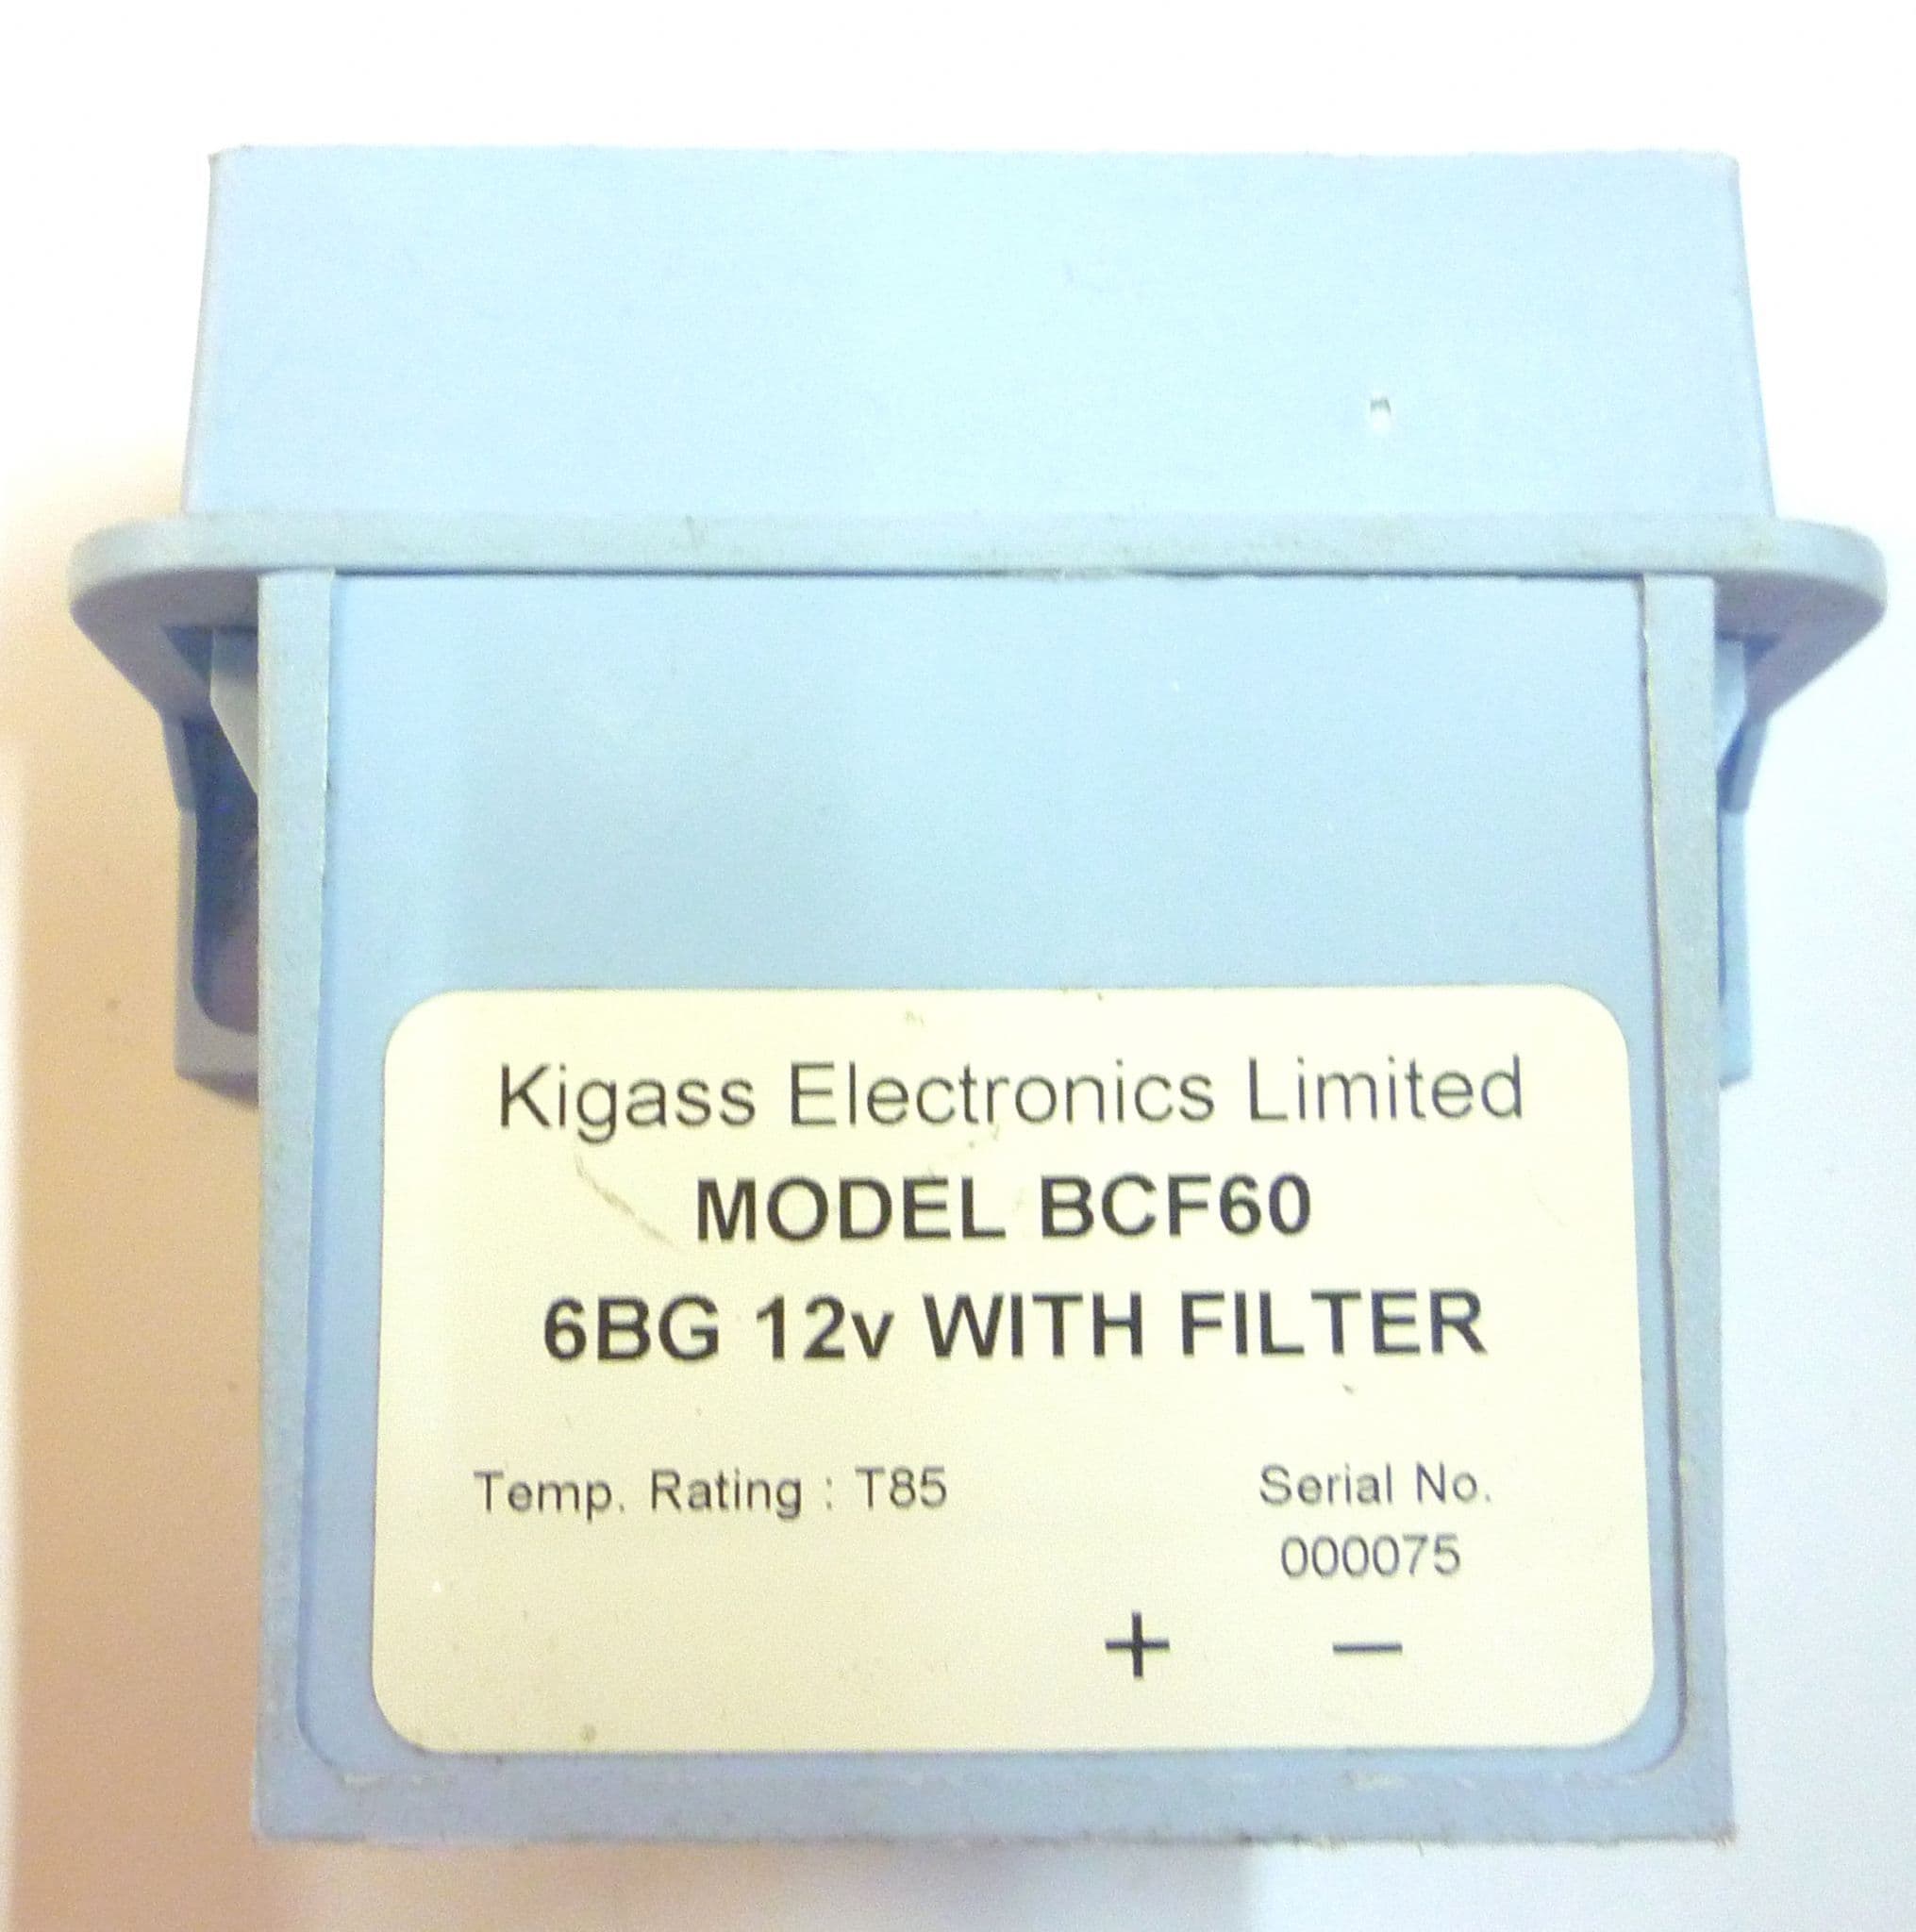 Kigass Electronics Limited
MODEL BCF60
6BG 12v WITH FILTER
Temp. Rating : T85
Serial No.
000075
+ −